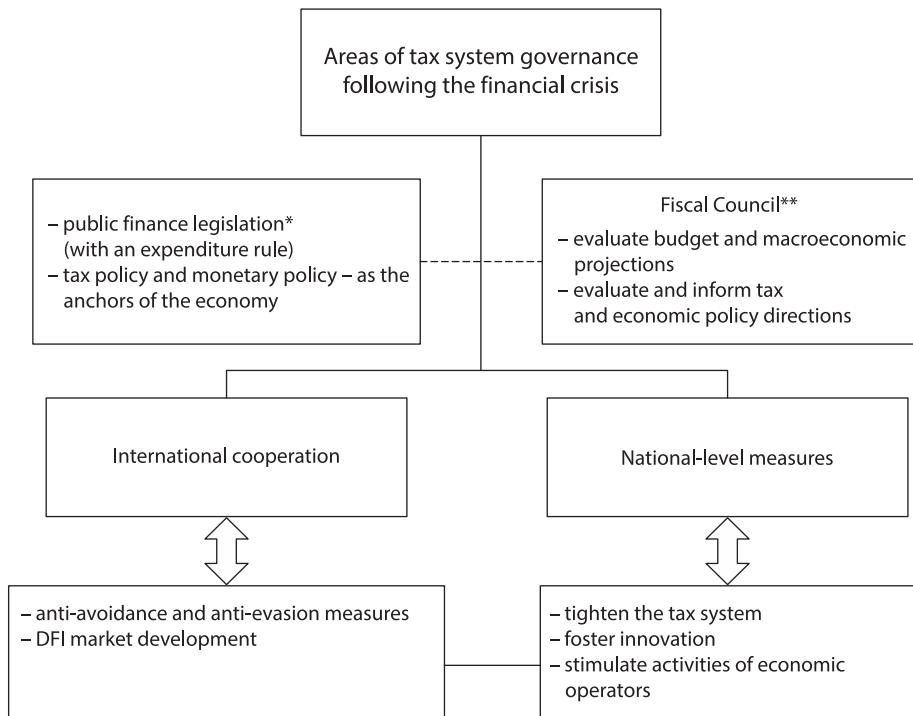 Areas of tax system governance
following the financial crisis
– public finance legislation*
(with an expenditure rule)
– tax policy and monetary policy – as the
anchors of the economy
Fiscal Council**
– evaluate budget and macroeconomic
projections
– evaluate and inform tax
and economic policy directions
International cooperation
National-level measures
– anti-avoidance and anti-evasion measures
– DFI market development
– tighten the tax system
– foster innovation
– stimulate activities of economic
operators